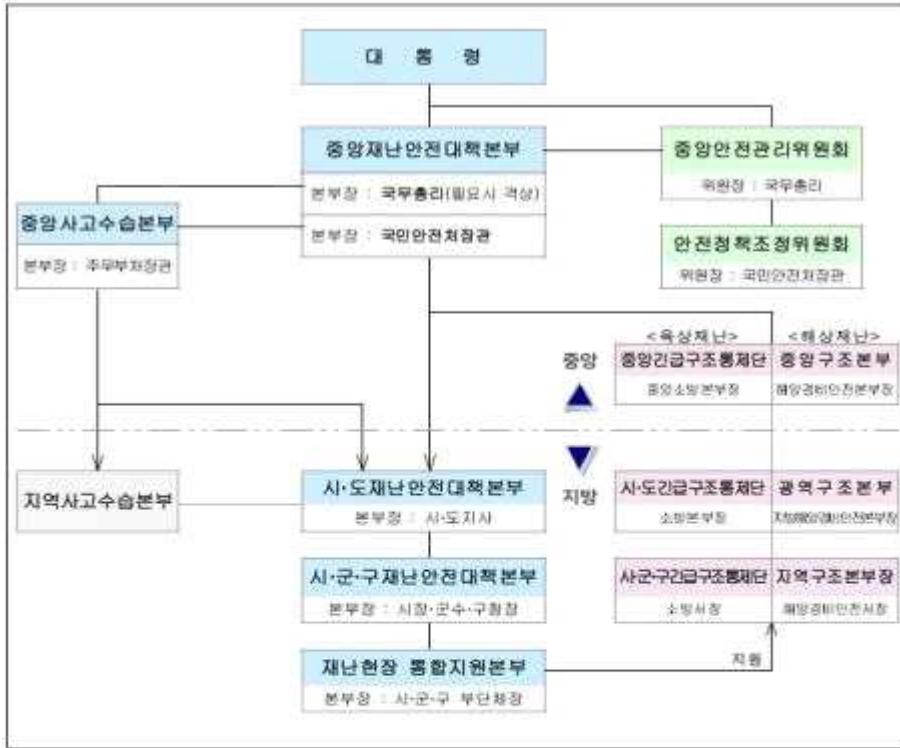 대 통 령
중앙재난안전대책본부
본부장 : 국무총리(필요시 격상)
본부장 : 국민안전처장관
중앙안전관리위원회
위원장 : 국무총리
안전정책조정위원회
위원장 : 국민안전처장관
중앙사고수습본부
본부장 : 주무부처장관
<육상재난>
<해상재난>
중앙
중앙긴급구조통제단
중앙구조본부
중앙소방본부장
해양경비안전본부장
지방
지역사고수습본부
시·도재난안전대책본부
본부장 : 시·도지사
시·도긴급구조통제단
광역구조본부
소방본부장
지방해양경비안전본부장
시·군·구재난안전대책본부
본부장 : 시장·군수·구청장
사·군·구긴급구조통제단
지역구조본부장
소방서장
해양경비안전서장
재난현장 통합지원본부
본부장 : 시·군·구 부단체장
지원